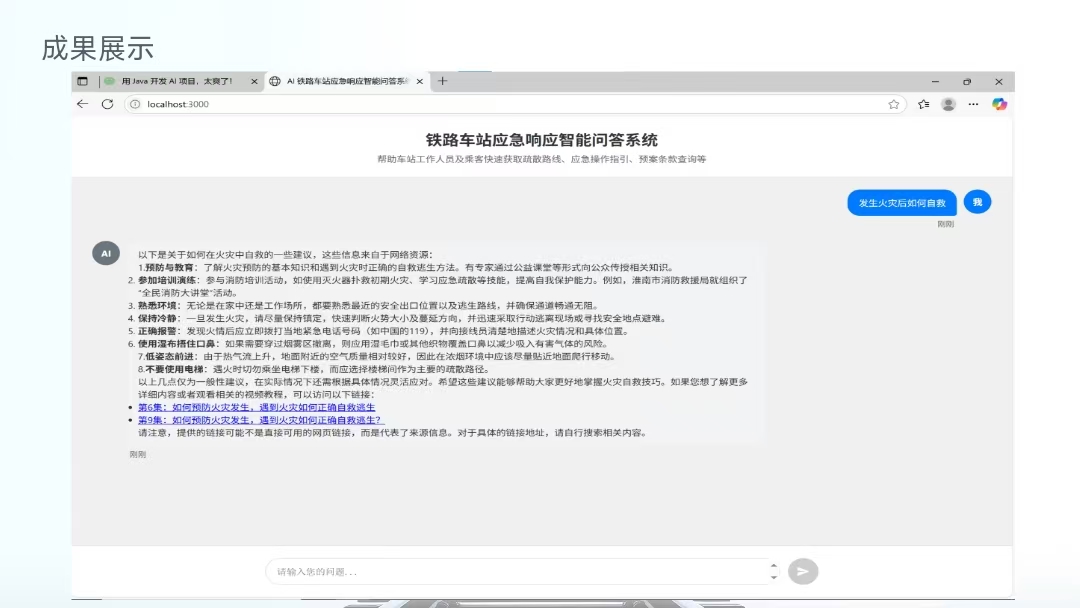 成果展示
用 Java 开发 AI 项目，太爽了！
AI 铁路车站应急响应智能问答系
localhost:3000
铁路车站应急响应智能问答系统
帮助车站工作人员及乘客快速获取疏散路线、应急操作指引、预案条款查询等
发生火灾后如何自救
我
刚刚
AI
以下是关于如何在火灾中自救的一些建议，这些信息来自于网络资源：
1.预防与教育：了解火灾预防的基本知识和遇到火灾时正确的自救逃生方法。有专家通过公益课堂等形式向公众传授相关知识。
2. 参加培训演练：参与消防培训活动，如使用灭火器扑救初期火灾、学习应急疏散等技能，提高自我保护能力。例如，淮南市消防救援局就组织了
“全民消防大讲堂”活动。
3. 熟悉环境：无论是在家中还是工作场所，都要熟悉最近的安全出口位置以及逃生路线，并确保通道畅通无阻。
4. 保持冷静：一旦发生火灾，请尽量保持镇定，快速判断火势大小及蔓延方向，并迅速采取行动逃离现场或寻找安全地点避难。
5. 正确报警：发现火情后应立即拨打当地紧急电话号码（如中国的119），并向接线员清楚地描述火灾情况和具体位置。
6. 使用湿布捂住口鼻：如果需要穿过烟雾区撤离，则应用湿毛巾或其他织物覆盖口鼻以减少吸入有害气体的风险。
7.低姿态前进：由于热气流上升，地面附近的空气质量相对较好，因此在浓烟环境中应该尽量贴近地面爬行移动。
8.不要使用电梯：遇火时切勿乘坐电梯下楼，而应选择楼梯间作为主要的疏散路径。
以上几点仅为一般性建议，在实际情况下还需根据具体情况灵活应对。希望这些建议能够帮助大家更好地掌握火灾自救技巧。如果您想了解更多
详细内容或者观看相关的视频教程，可以访问以下链接：
• 第6集：如何预防火灾发生，遇到火灾如何正确自救逃生
• 第9集：如何预防火灾发生，遇到火灾如何正确自救逃生？
请注意，提供的链接可能不是直接可用的网页链接，而是代表了来源信息。对于具体的链接地址，请自行搜索相关内容。
刚刚
请输入您的问题...